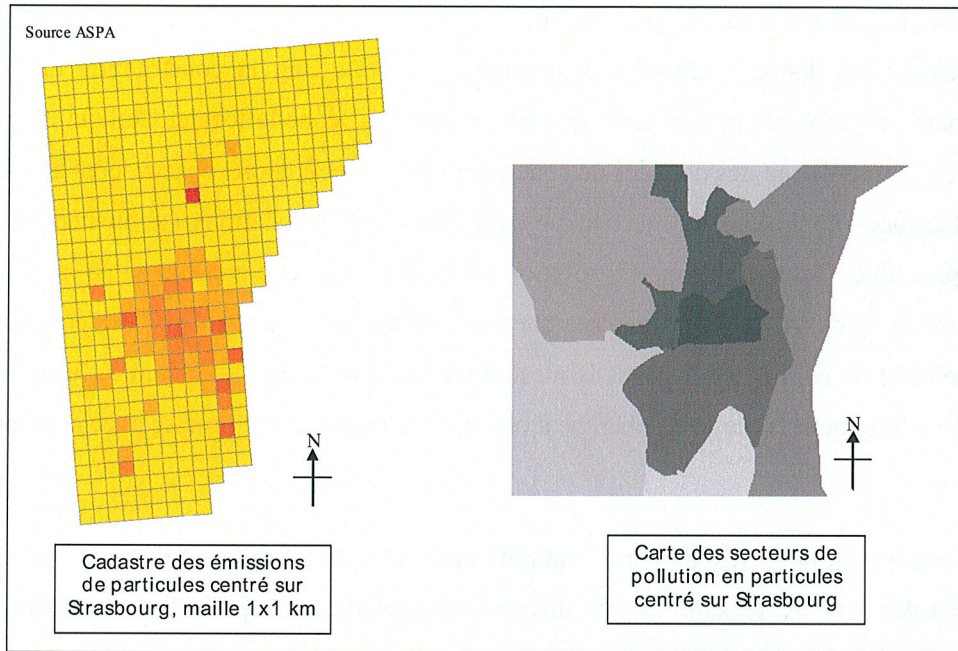 Source ASPA
N
N
Cadastre des émissions
de particules centré sur
Strasbourg, maille 1x1 km
Carte des secteurs de
pollution en particules
centré sur Strasbourg